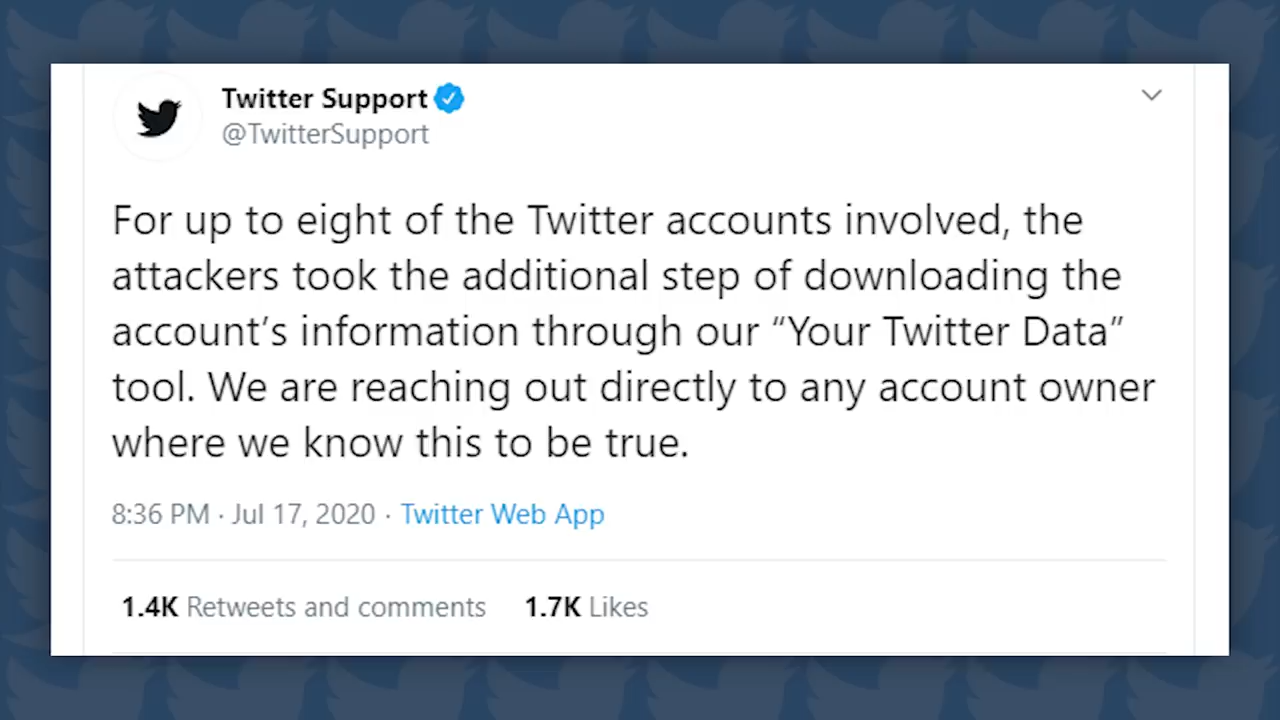 Twitter Support
@TwitterSupport
For up to eight of the Twitter accounts involved, the
attackers took the additional step of downloading the
account’s information through our “Your Twitter Data”
tool. We are reaching out directly to any account owner
where we know this to be true.
8:36 PM · Jul 17, 2020 · Twitter Web App
1.4K Retweets and comments 1.7K Likes